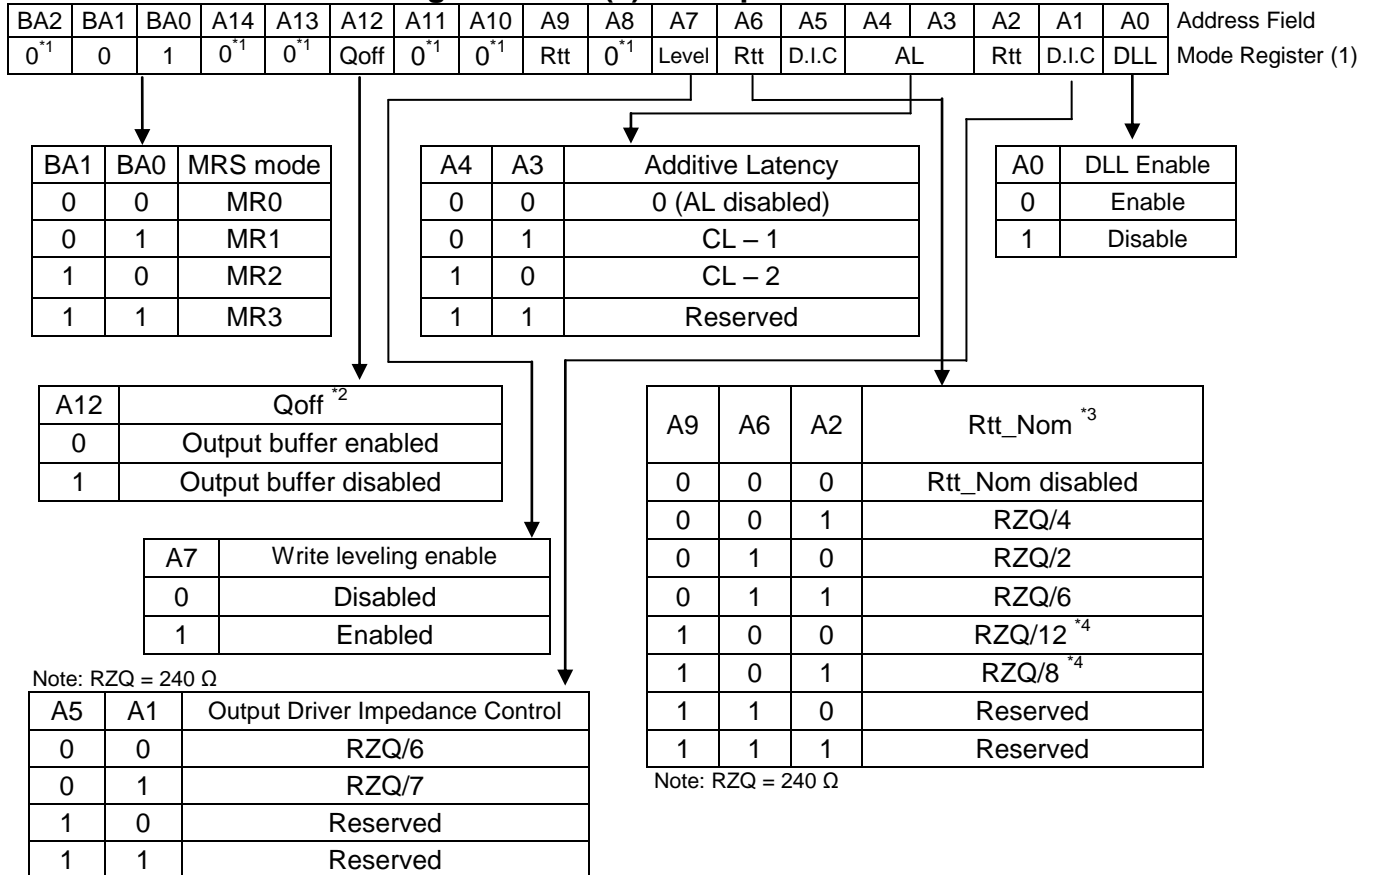 BA2 BA1 BA0 A14 A13 A12 A11 A10 A9 A8 A7 A6 A5 A4 A3 A2 A1 A0 Address Field
0*1 0 1 0*1 0*1 Qoff 0*1 0*1 Rtt 0*1 Level Rtt D.I.C AL Rtt D.I.C DLL Mode Register (1)
BA1 BA0 MRS mode
0 0 MR0
0 1 MR1
1 0 MR2
1 1 MR3
A4 A3 Additive Latency
0 0 0 (AL disabled)
0 1 CL – 1
1 0 CL – 2
1 1 Reserved
A0 DLL Enable
0 Enable
1 Disable
A12 Qoff *2
0 Output buffer enabled
1 Output buffer disabled
A7 Write leveling enable
0 Disabled
1 Enabled
Note: RZQ = 240 Ω
A5 A1 Output Driver Impedance Control
0 0 RZQ/6
0 1 RZQ/7
1 0 Reserved
1 1 Reserved
A9 A6 A2 Rtt_Nom *3
0 0 0 Rtt_Nom disabled
0 0 1 RZQ/4
0 1 0 RZQ/2
0 1 1 RZQ/6
1 0 0 RZQ/12 *4
1 0 1 RZQ/8 *4
1 1 0 Reserved
1 1 1 Reserved
Note: RZQ = 240 Ω